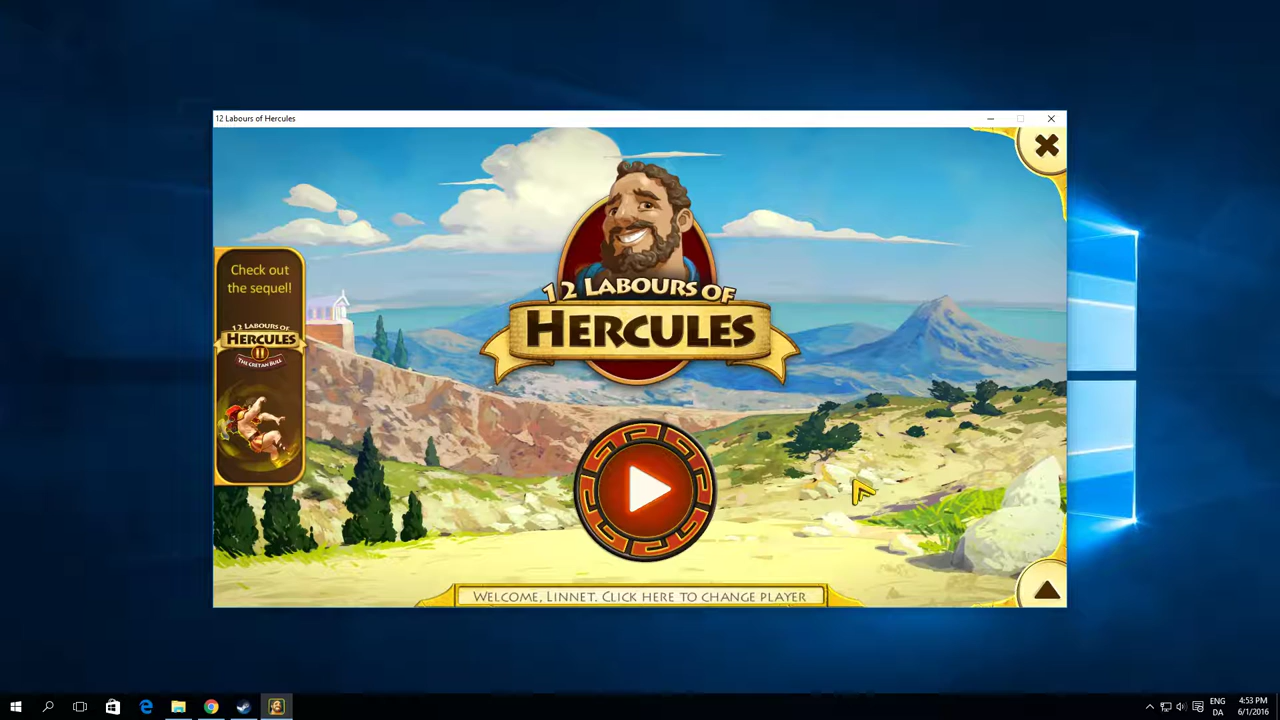 12 Labours of Hercules
12 LABOURS OF
HERCULES
Check out
the sequel!
12 LABOURS OF
HERCULES
II
THE CRETAN BULL
WELCOME, LINNET. CLICK HERE TO CHANGE PLAYER
ENG
DA
4:53 PM
6/1/2016